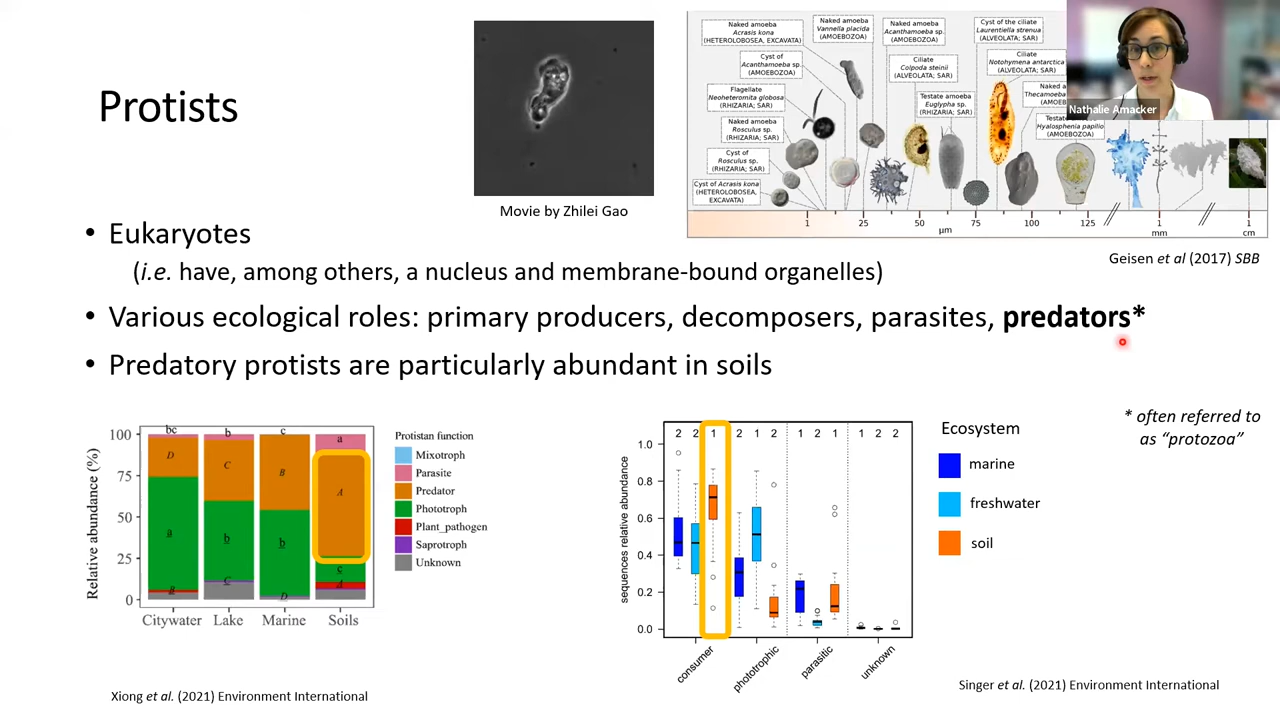 Protists
Movie by Zhilei Gao
Naked amoeba
Acrasis kona
(HETEROLOBOSEA, EXCAVATA)
Naked amoeba
Vannella placida
(AMOEBOZOA)
Naked amoeba
Acanthamoeba sp.
(AMOEBOZOA)
Cyst of the ciliate
Laurentiella strenua
(ALVEOLATA; SAR)
Cyst of
Acanthamoeba sp.
(AMOEBOZOA)
Ciliate
Colpoda steinii
(ALVEOLATA; SAR)
Ciliate
Notohymena antarctica
(ALVEOLATA; SAR)
Flagellate
Neoheteromita globosa
(RHIZARIA; SAR)
Testate amoeba
Euglypha sp.
(RHIZARIA; SAR)
Naked a
Thecamoeba
(AMOEB
Naked amoeba
Rosculus sp.
(RHIZARIA; SAR)
Testate
Hyalosphenia papilio
(AMOEBOZOA)
Cyst of
Rosculus sp.
(RHIZARIA; SAR)
Cyst of Acrasis kona
(HETEROLOBOSEA,
EXCAVATA)
1 25 50 75 100 125 1 1
µm mm cm
Nathalie Amacker
Geisen et al (2017) SBB
• Eukaryotes
(i.e. have, among others, a nucleus and membrane-bound organelles)
• Various ecological roles: primary producers, decomposers, parasites, predators*
• Predatory protists are particularly abundant in soils
* often referred to
as “protozoa”
Relative abundance (%)
100
75
50
25
0
bc b c a
D C B A
a b b c
B C D A
Citywater Lake Marine Soils
Protistan function
Mixotroph
Parasite
Predator
Phototroph
Plant_pathogen
Saprotroph
Unknown
Xiong et al. (2021) Environment International
sequences relative abundance
1.0
0.8
0.6
0.4
0.2
0.0
2 2 1 2 1 2 1 2 1 1 2 2
consumer
phototrophic
parasitic
unknown
Ecosystem
marine
freshwater
soil
Singer et al. (2021) Environment International